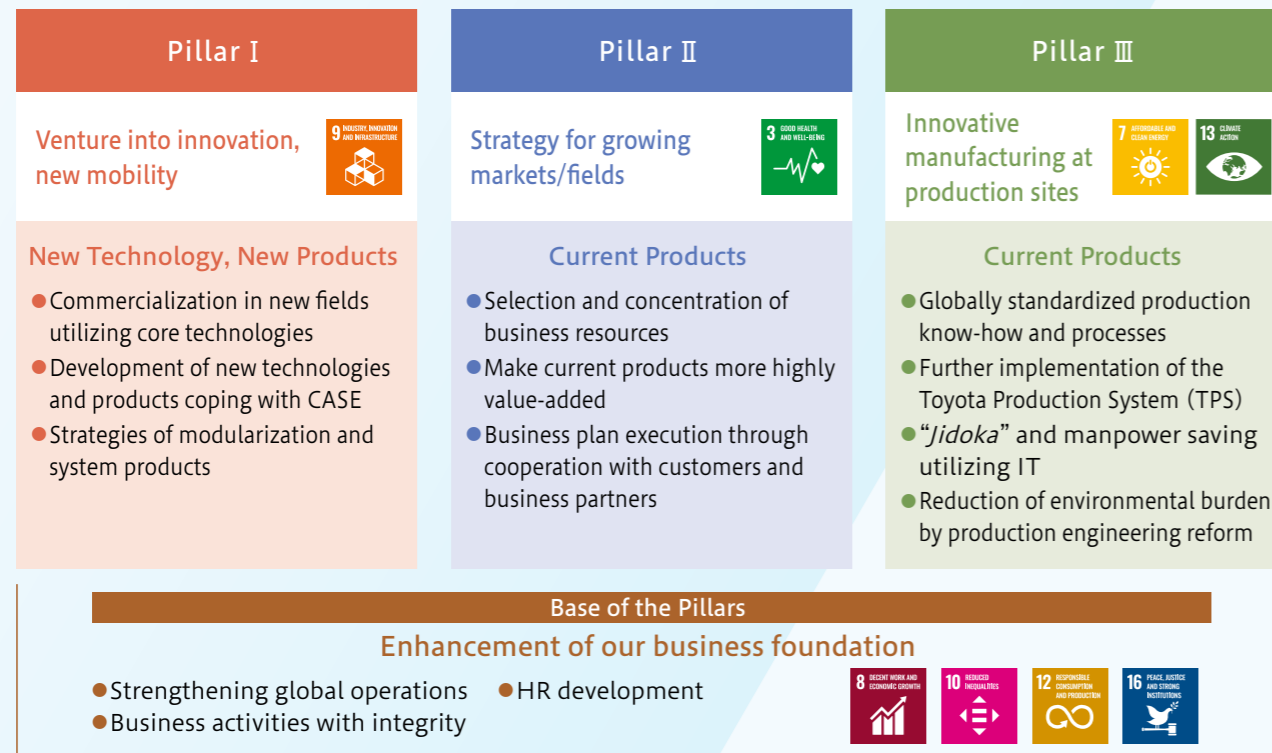 Pillar Ⅰ
Venture into innovation,
new mobility
9 INDUSTRY, INNOVATION
AND INFRASTRUCTURE
New Technology, New Products
●Commercialization in new fields
utilizing core technologies
●Development of new technologies
and products coping with CASE
●Strategies of modularization and
system products
Pillar Ⅱ
Strategy for growing
markets/fields
3 GOOD HEALTH
AND WELL-BEING
Current Products
●Selection and concentration of
business resources
●Make current products more highly
value-added
●Business plan execution through
cooperation with customers and
business partners
Pillar Ⅲ
Innovative
manufacturing at
production sites
7 AFFORDABLE AND
CLEAN ENERGY
13 CLIMATE
ACTION
Current Products
●Globally standardized production
know-how and processes
●Further implementation of the
Toyota Production System (TPS)
●“Jidoka” and manpower saving
utilizing IT
●Reduction of environmental burden
by production engineering reform
Base of the Pillars
Enhancement of our business foundation
●Strengthening global operations ●HR development
●Business activities with integrity
8 DECENT WORK AND
ECONOMIC GROWTH
10 REDUCED
INEQUALITIES
12 RESPONSIBLE
CONSUMPTION
AND PRODUCTION
16 PEACE, JUSTICE
AND STRONG
INSTITUTIONS